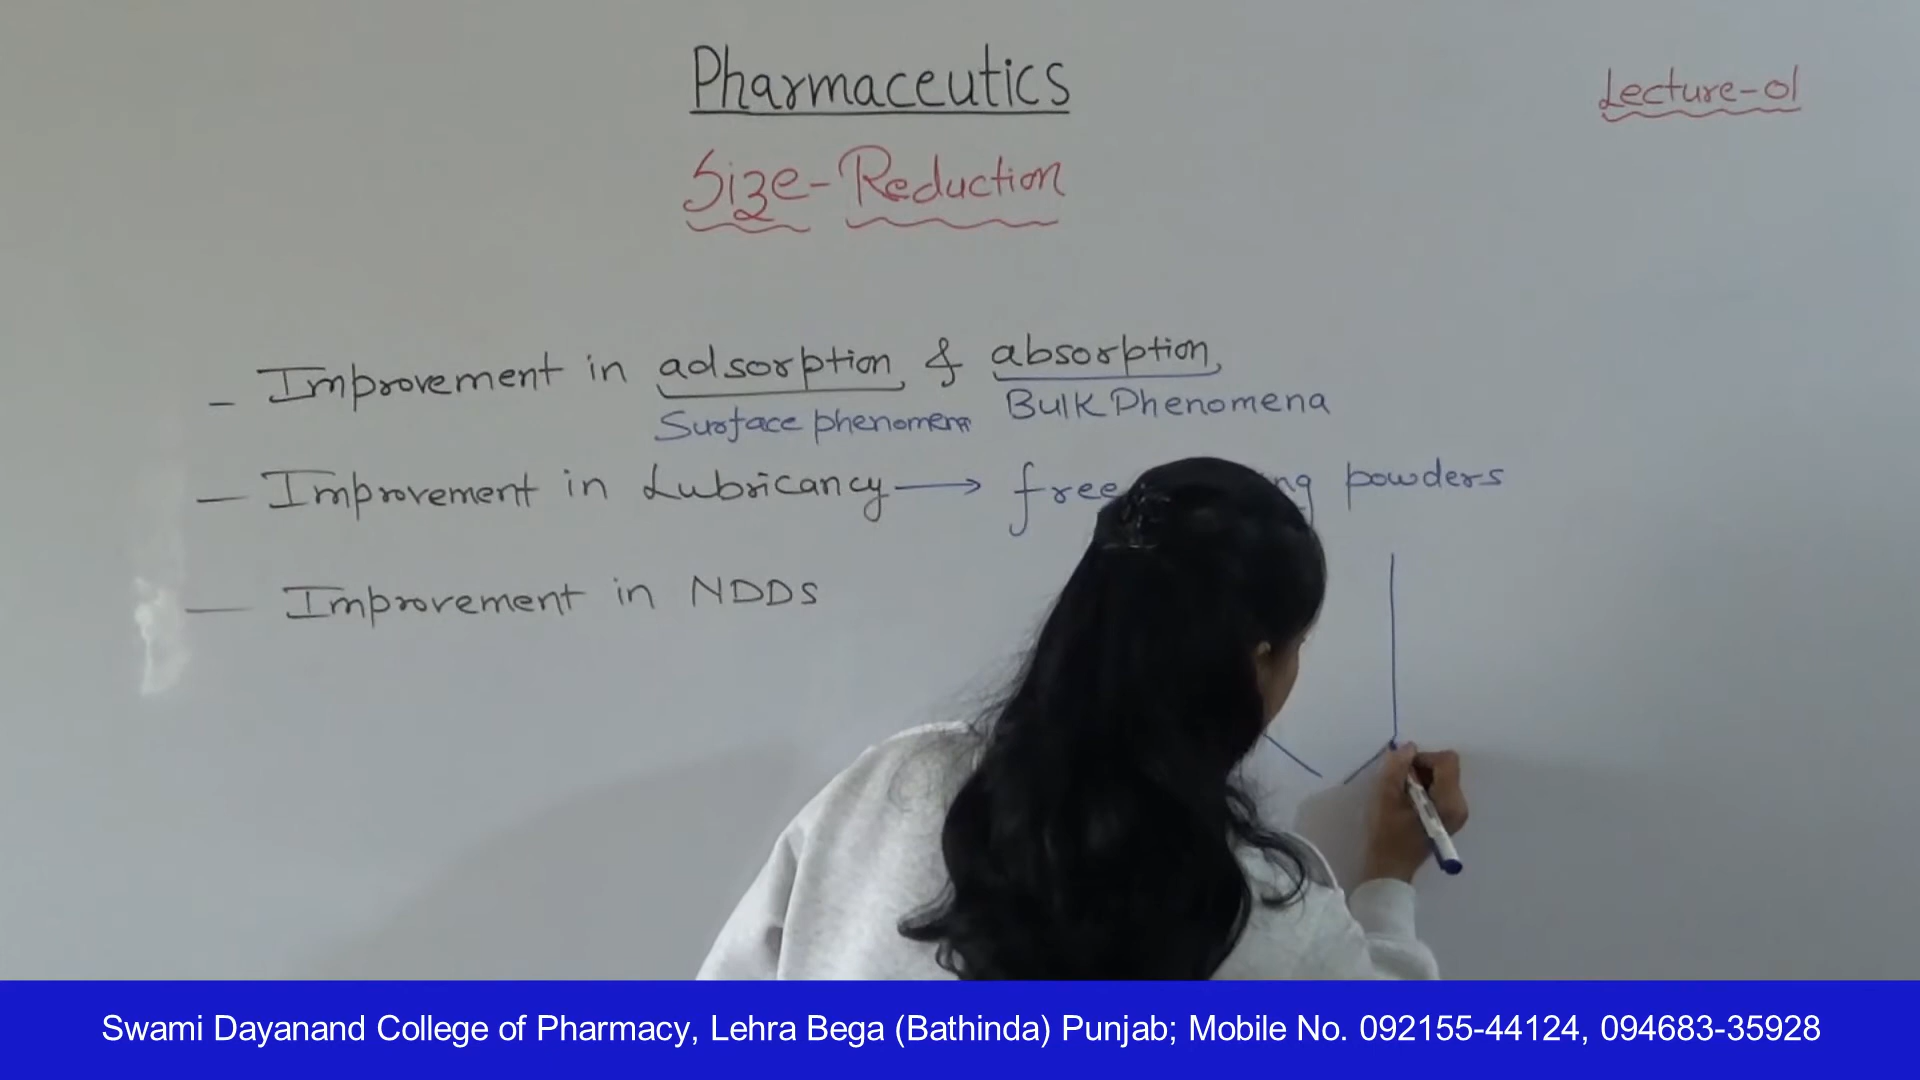 Pharmaceutics
Lecture-01
Size-Reduction
- Improvement in adsorption & absorption
Surface phenomena Bulk Phenomena
- Improvement in Lubricancy → free powders
- Improvement in NDDS
Swami Dayanand College of Pharmacy, Lehra Bega (Bathinda) Punjab; Mobile No. 092155-44124, 094683-35928